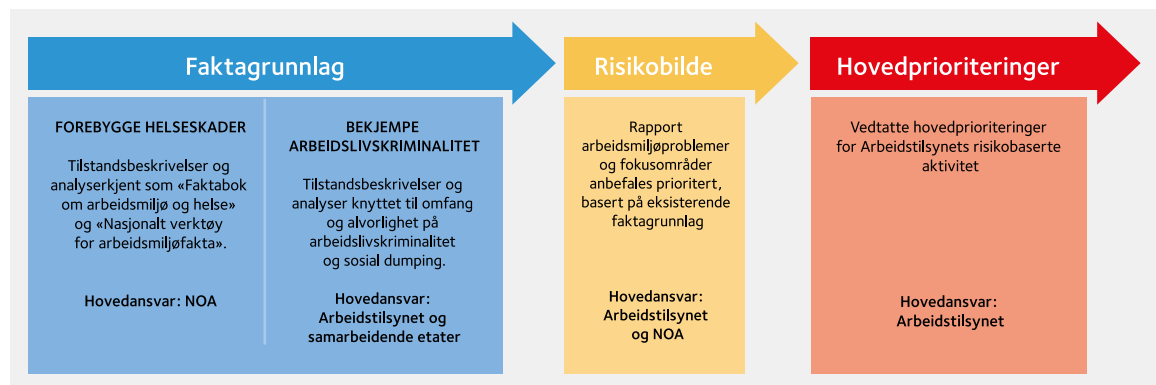 Faktagrunnlag
FOREBYGGE HELSESKADER
Tilstandsbeskrivelser og
analyserkjent som «Faktabok
om arbeidsmiljø og helse»
og «Nasjonalt verktøy
for arbeidsmiljøfakta».
Hovedansvar: NOA
BEKJEMPE
ARBEIDSLIVSKRIMINALITET
Tilstandsbeskrivelser og
analyser knyttet til omfang
og alvorlighet på
arbeidslivskriminalitet
og sosial dumping.
Hovedansvar:
Arbeidstilsynet og
samarbeidende etater
Risikobilde
Rapport
arbeidsmiljøproblemer
og fokusområder
anbefales prioritert,
basert på eksisterende
faktagrunnlag
Hovedansvar:
Arbeidstilsynet
og NOA
Hovedprioriteringer
Vedtatte hovedprioriteringer
for Arbeidstilsynets risikobaserte
aktivitet
Hovedansvar:
Arbeidstilsynet